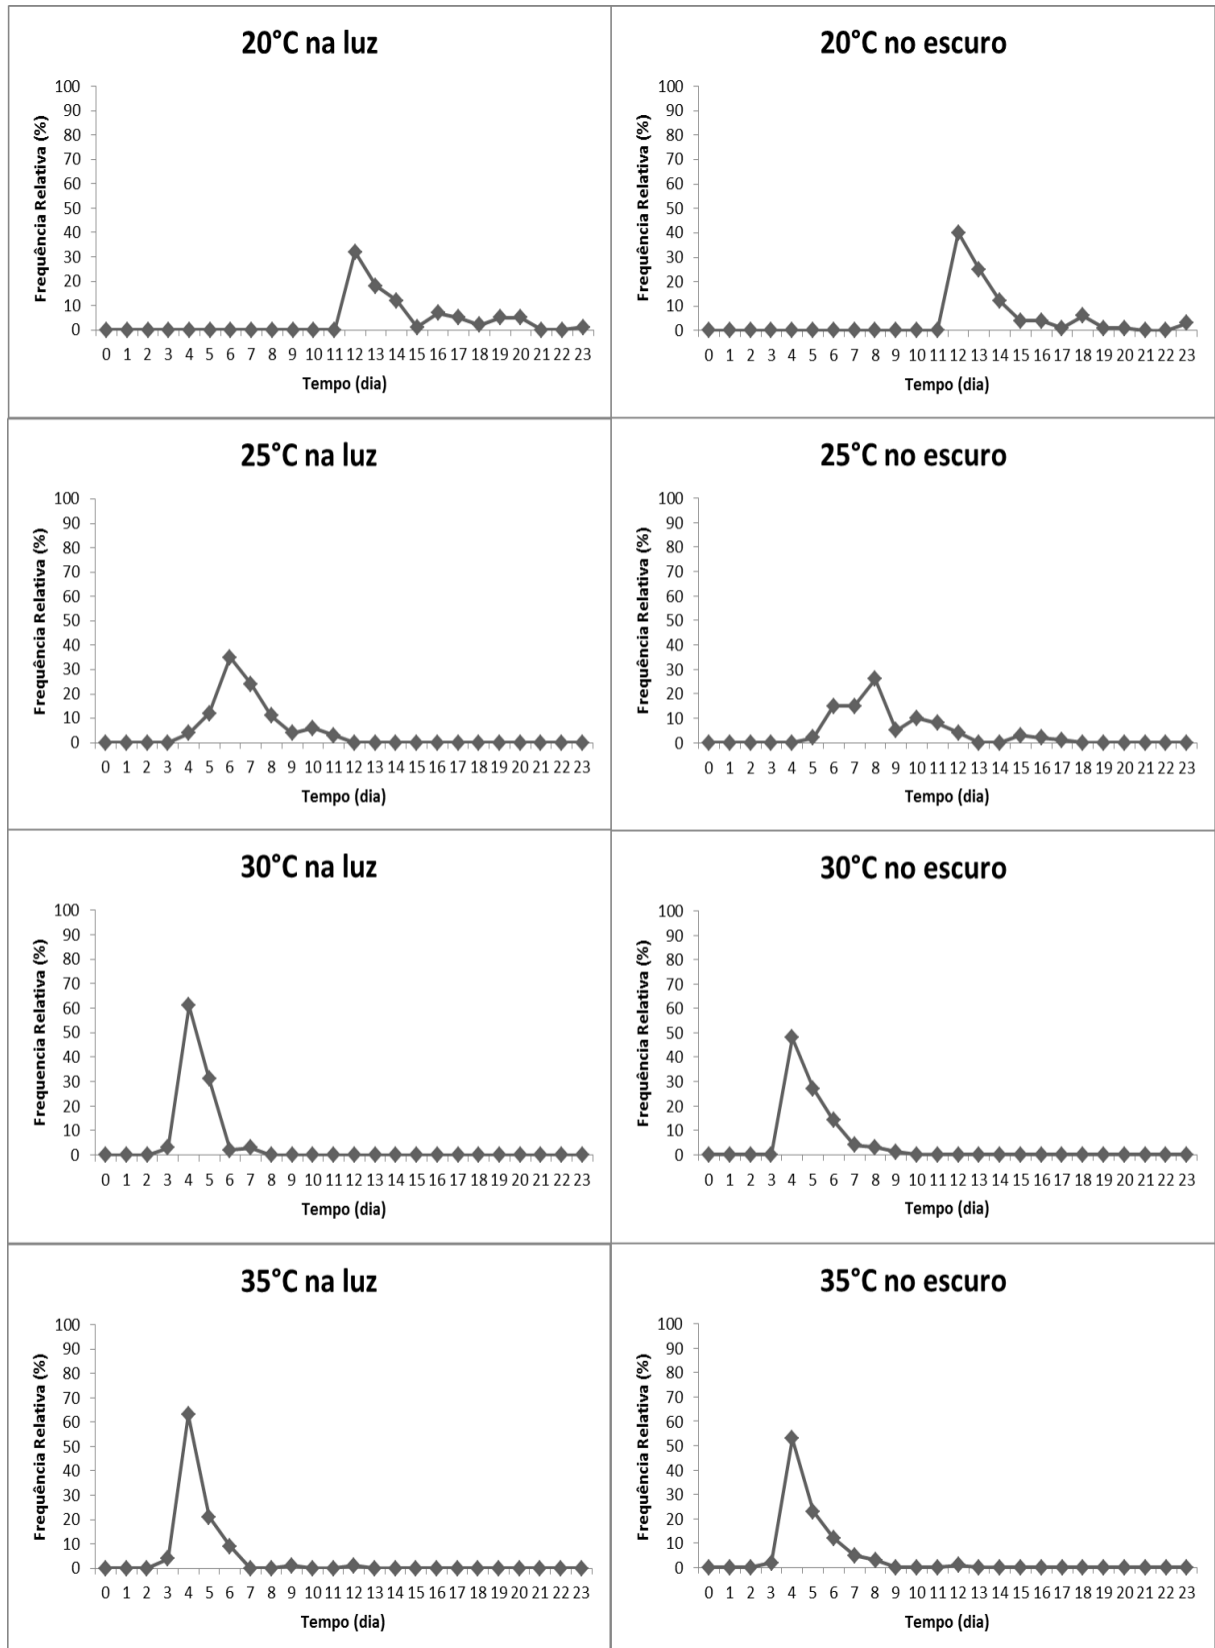 20°C na luz
Frequência Relativa (%)
100
90
80
70
60
50
40
30
20
10
0
0 1 2 3 4 5 6 7 8 9 10 11 12 13 14 15 16 17 18 19 20 21 22 23
Tempo (dia)
20°C no escuro
Frequência Relativa (%)
100
90
80
70
60
50
40
30
20
10
0
0 1 2 3 4 5 6 7 8 9 10 11 12 13 14 15 16 17 18 19 20 21 22 23
Tempo (dia)
25°C na luz
Frequência Relativa (%)
100
90
80
70
60
50
40
30
20
10
0
0 1 2 3 4 5 6 7 8 9 10 11 12 13 14 15 16 17 18 19 20 21 22 23
Tempo (dia)
25°C no escuro
Frequência Relativa (%)
100
90
80
70
60
50
40
30
20
10
0
0 1 2 3 4 5 6 7 8 9 10 11 12 13 14 15 16 17 18 19 20 21 22 23
Tempo (dia)
30°C na luz
Frequencia Relativa (%)
100
90
80
70
60
50
40
30
20
10
0
0 1 2 3 4 5 6 7 8 9 10 11 12 13 14 15 16 17 18 19 20 21 22 23
Tempo (dia)
30°C no escuro
Frequência Relativa (%)
100
90
80
70
60
50
40
30
20
10
0
0 1 2 3 4 5 6 7 8 9 10 11 12 13 14 15 16 17 18 19 20 21 22 23
Tempo (dia)
35°C na luz
Frequência Relativa (%)
100
90
80
70
60
50
40
30
20
10
0
0 1 2 3 4 5 6 7 8 9 10 11 12 13 14 15 16 17 18 19 20 21 22 23
Tempo (dia)
35°C no escuro
Frequência Relativa (%)
100
90
80
70
60
50
40
30
20
10
0
0 1 2 3 4 5 6 7 8 9 10 11 12 13 14 15 16 17 18 19 20 21 22 23
Tempo (dia)